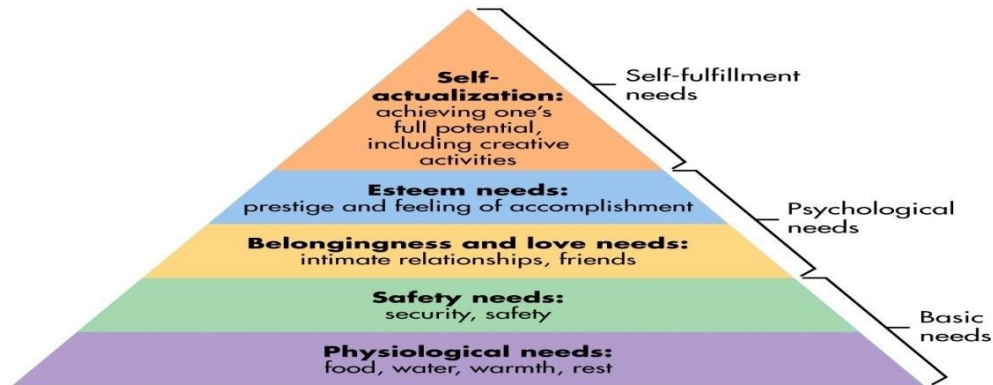 Self-
actualization:
achieving one's
full potential,
including creative
activities
Self-fulfillment
needs
Esteem needs:
prestige and feeling of accomplishment
Belongingness and love needs:
intimate relationships, friends
Psychological
needs
Safety needs:
security, safety
Physiological needs:
food, water, warmth, rest
Basic
needs